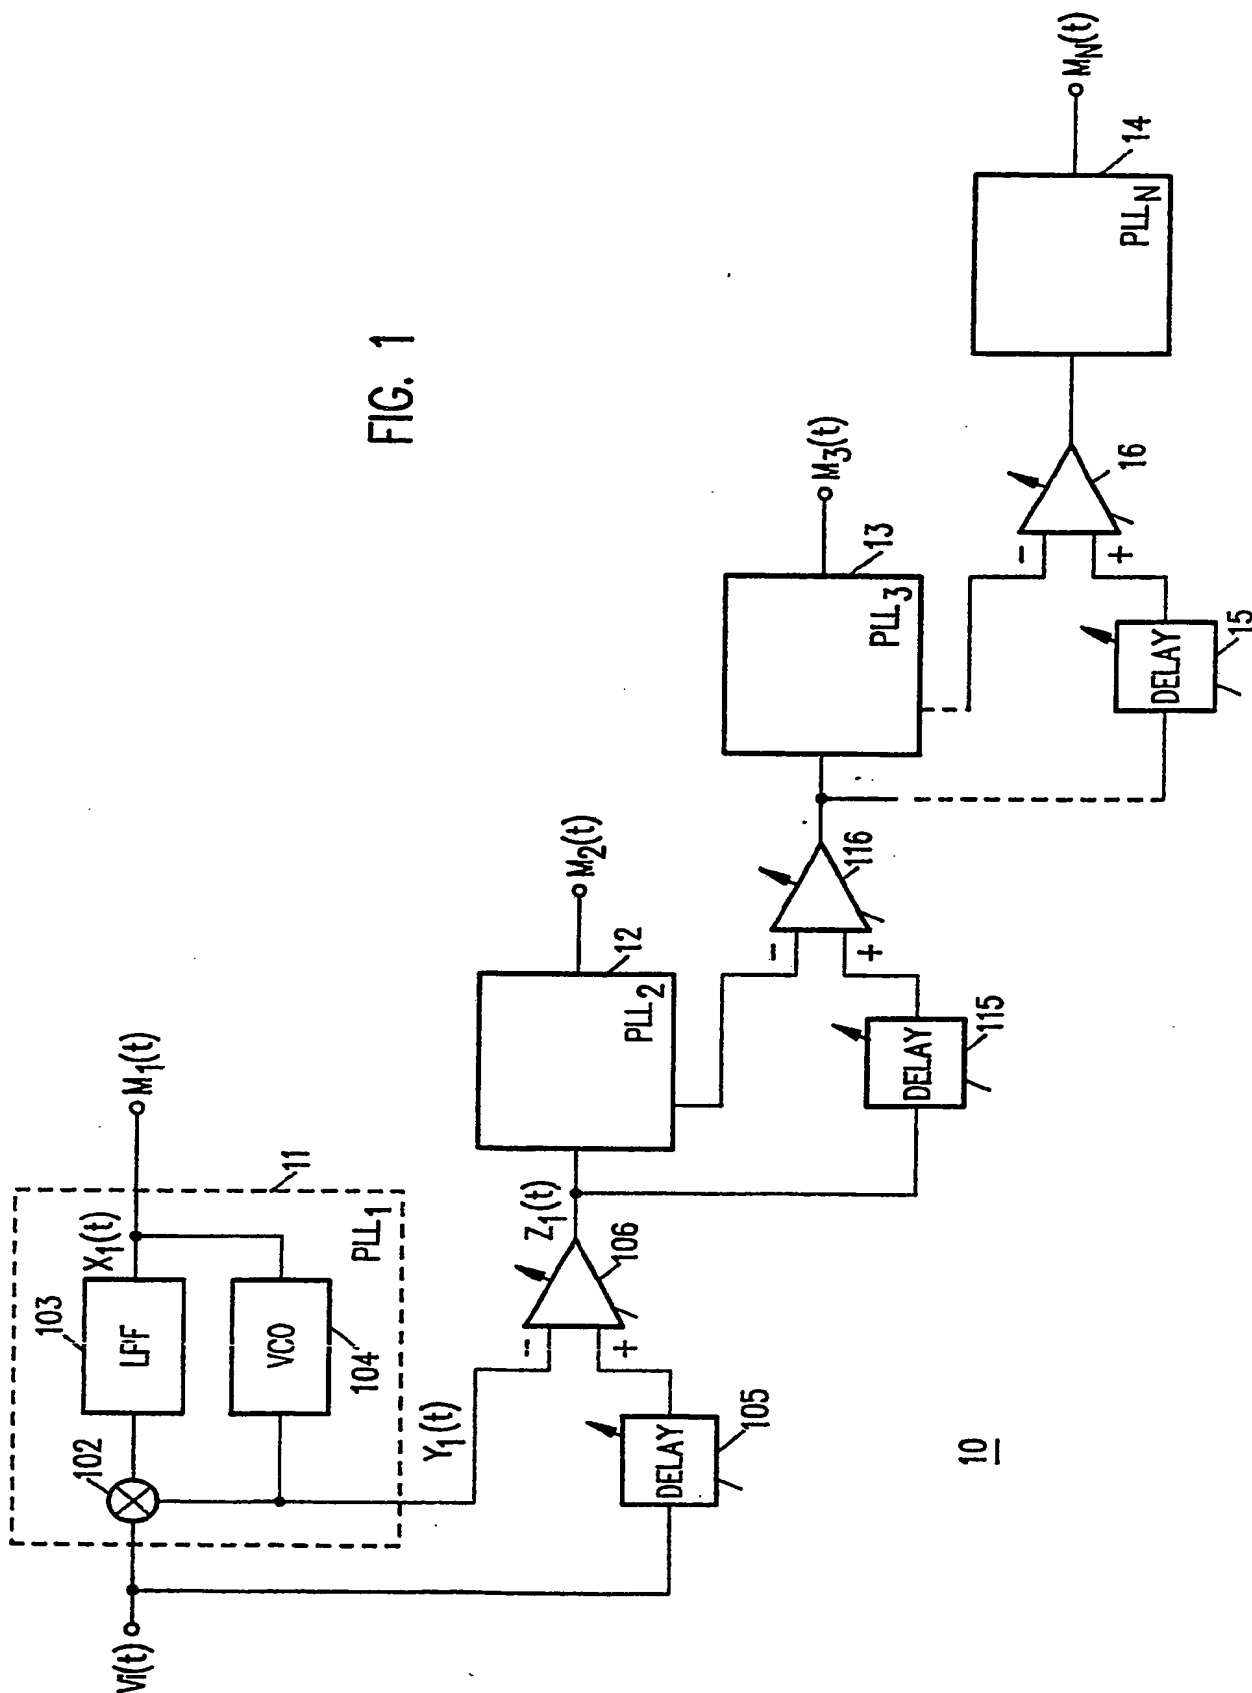 FIG. 1
10
Vi(t)
102
103
LPF
X1(t)
M1(t)
VCO
104
PLL1
11
Y1(t)
DELAY
105
-
+
106
Z1(t)
PLL2
12
M2(t)
DELAY
115
-
+
116
PLL3
13
M3(t)
DELAY
15
-
+
16
PLLN
14
MN(t)